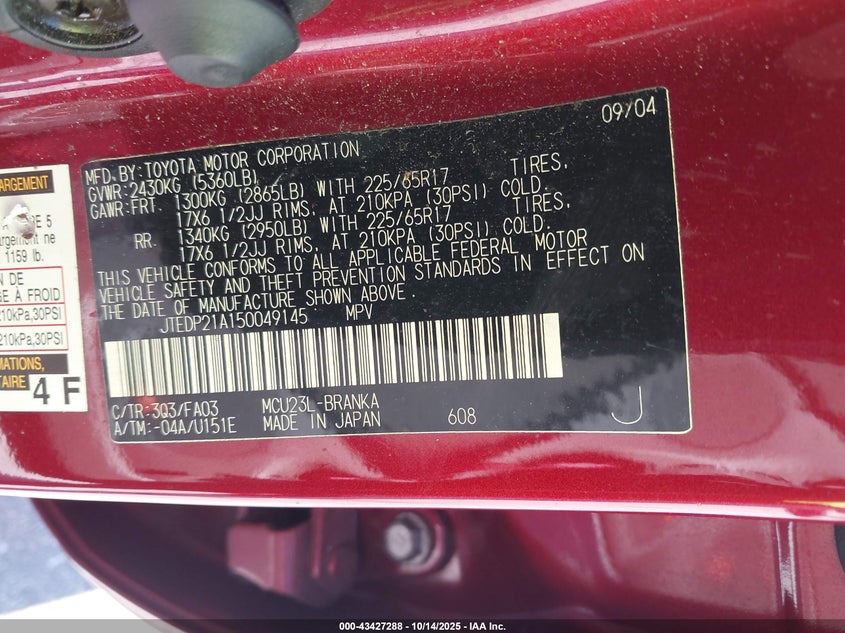 09/04
MFD.BY:TOYOTA MOTOR CORPORATION
GVWR:2430KG (5360LB)
GAWR:FRT. 1300KG (2865LB) WITH 225/65R17 TIRES,
17X6 1/2JJ RIMS, AT 210KPA (30PSI) COLD.
RR. 1340KG (2950LB) WITH 225/65R17 TIRES,
17X6 1/2JJ RIMS, AT 210KPA (30PSI) COLD.
THIS VEHICLE CONFORMS TO ALL APPLICABLE FEDERAL MOTOR
VEHICLE SAFETY AND THEFT PREVENTION STANDARDS IN EFFECT ON
THE DATE OF MANUFACTURE SHOWN ABOVE.
JTEDP21A150049145 MPV
C/TR:3Q3/FA03 MCU23L-BRANKA
A/TM:-04A/U151E MADE IN JAPAN 608 J
ARGEMENT
5
argement ne
1159 lb.
N DE
E À FROID
210kPa,30PSI
210kPa,30PSI
MATIONS,
TAIRE
4 F
000-43427288 - 10/14/2025 - IAA Inc.